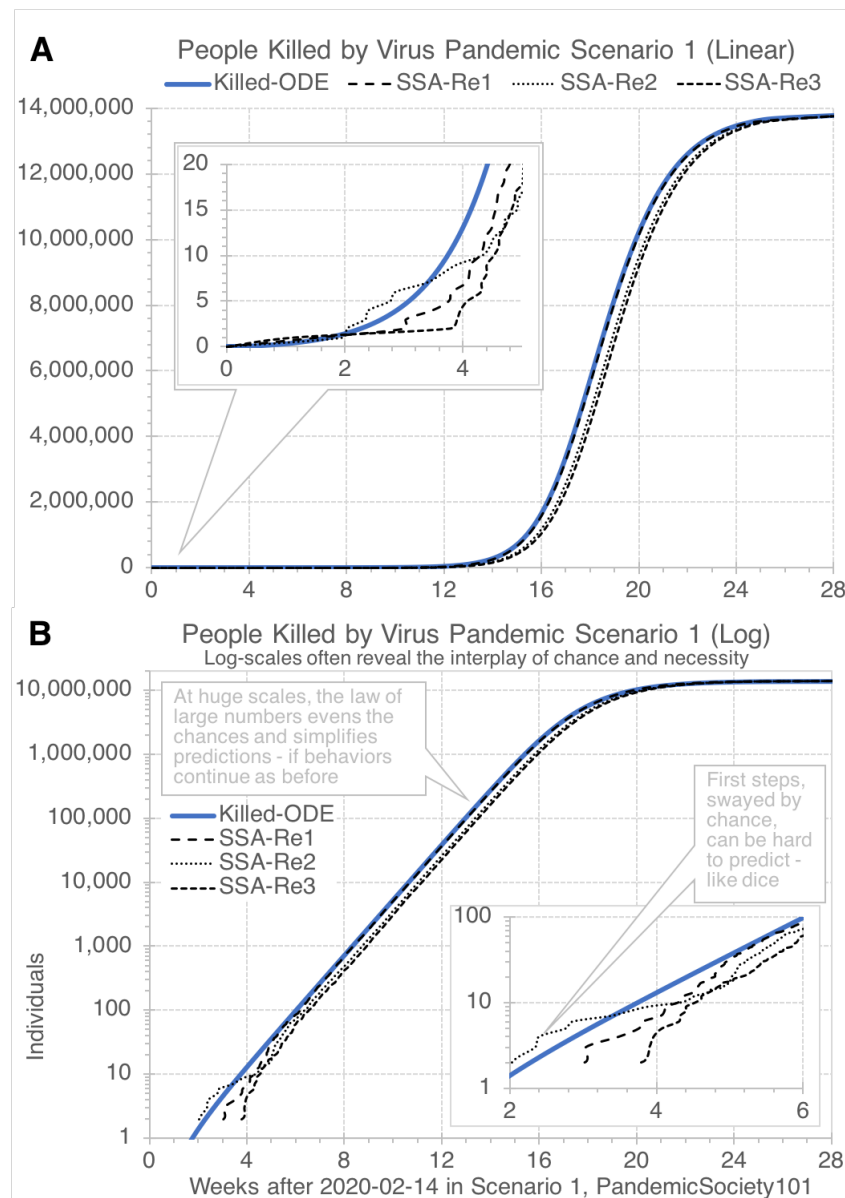 A
People Killed by Virus Pandemic Scenario 1 (Linear)
Killed-ODE SSA-Re1 SSA-Re2 SSA-Re3
14,000,000
12,000,000
10,000,000
8,000,000
6,000,000
4,000,000
2,000,000
0
20
15
10
5
0
0 2 4
0 4 8 12 16 20 24 28
B
People Killed by Virus Pandemic Scenario 1 (Log)
Log-scales often reveal the interplay of chance and necessity
10,000,000
1,000,000
100,000
10,000
1,000
100
10
1
Individuals
At huge scales, the law of
large numbers evens the
chances and simplifies
predictions - if behaviors
continue as before
Killed-ODE
SSA-Re1
SSA-Re2
SSA-Re3
First steps,
swayed by
chance,
can be hard
to predict -
like dice
100
10
1
2 4 6
0 4 8 12 16 20 24 28
Weeks after 2020-02-14 in Scenario 1, PandemicSociety101